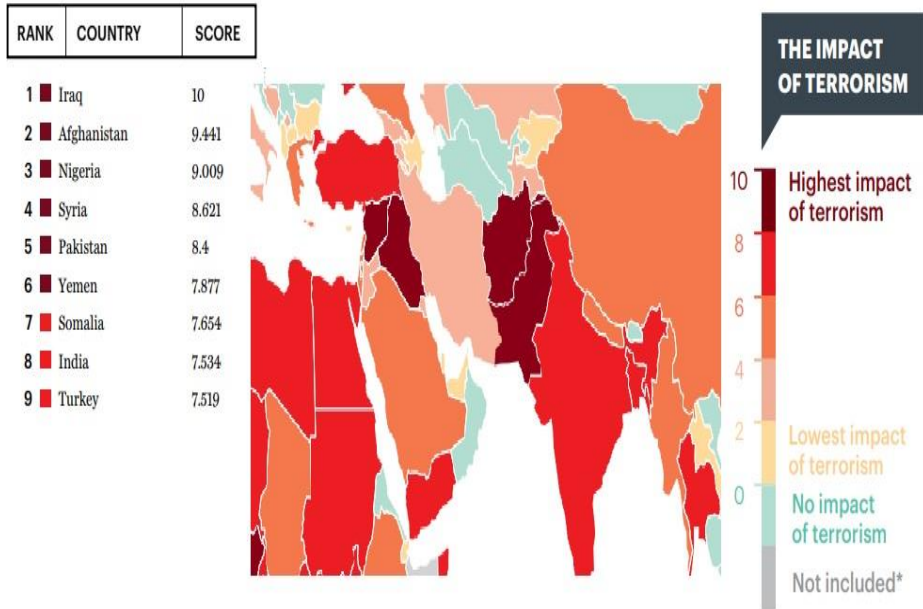 RANK COUNTRY SCORE
1 Iraq 10
2 Afghanistan 9.441
3 Nigeria 9.009
4 Syria 8.621
5 Pakistan 8.4
6 Yemen 7.877
7 Somalia 7.654
8 India 7.534
9 Turkey 7.519
THE IMPACT
OF TERRORISM
10 Highest impact
of terrorism
8
6
4
2 Lowest impact
of terrorism
0 No impact
of terrorism
Not included*